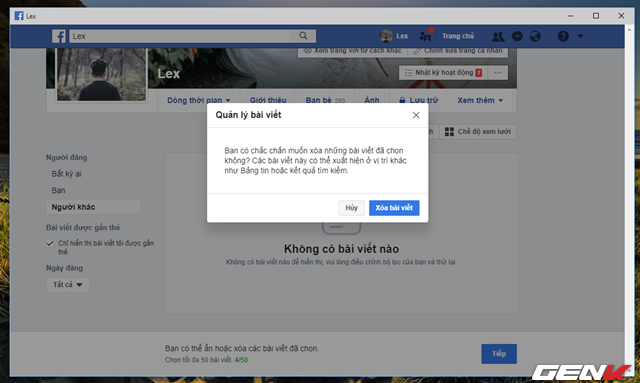 Lex
Lex
Lex
Trang chủ
Xem trang với tư cách khác
Chỉnh sửa trang cá nhân
Lex
Nhật ký hoạt động 7
Dòng thời gian
Giới thiệu
Bạn bè 293
Ảnh
Lưu trữ
Xem thêm
Quản lý bài viết
Bạn có chắc chắn muốn xóa những bài viết đã chọn
không? Các bài viết này có thể xuất hiện ở vị trí khác
như Bảng tin hoặc kết quả tìm kiếm.
Hủy
Xóa bài viết
Chế độ xem lưới
Người đăng
Bất kỳ ai
Bạn
Người khác
Bài viết được gắn thẻ
Chỉ hiển thị bài viết tôi được gắn
thẻ
Ngày đăng
Tất cả
Không có bài viết nào
Không có bài viết nào để hiển thị, vui lòng điều chỉnh bộ lọc của bạn và thử lại.
Bạn có thể ẩn hoặc xóa các bài viết đã chọn.
Chọn tối đa 50 bài viết. 4/50
Tiếp
GENK